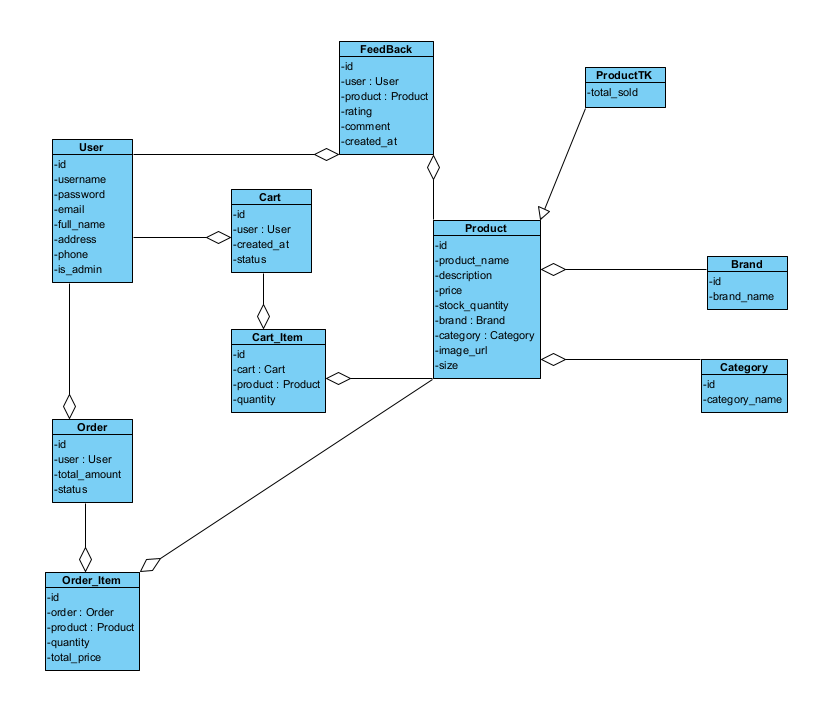 FeedBack
-id
-user : User
-product : Product
-rating
-comment
-created_at
ProductTK
-total_sold
User
-id
-username
-password
-email
-full_name
-address
-phone
-is_admin
Cart
-id
-user : User
-created_at
-status
Product
-id
-product_name
-description
-price
-stock_quantity
-brand : Brand
-category : Category
-image_url
-size
Brand
-id
-brand_name
Cart_Item
-id
-cart : Cart
-product : Product
-quantity
Category
-id
-category_name
Order
-id
-user : User
-total_amount
-status
Order_Item
-id
-order : Order
-product : Product
-quantity
-total_price